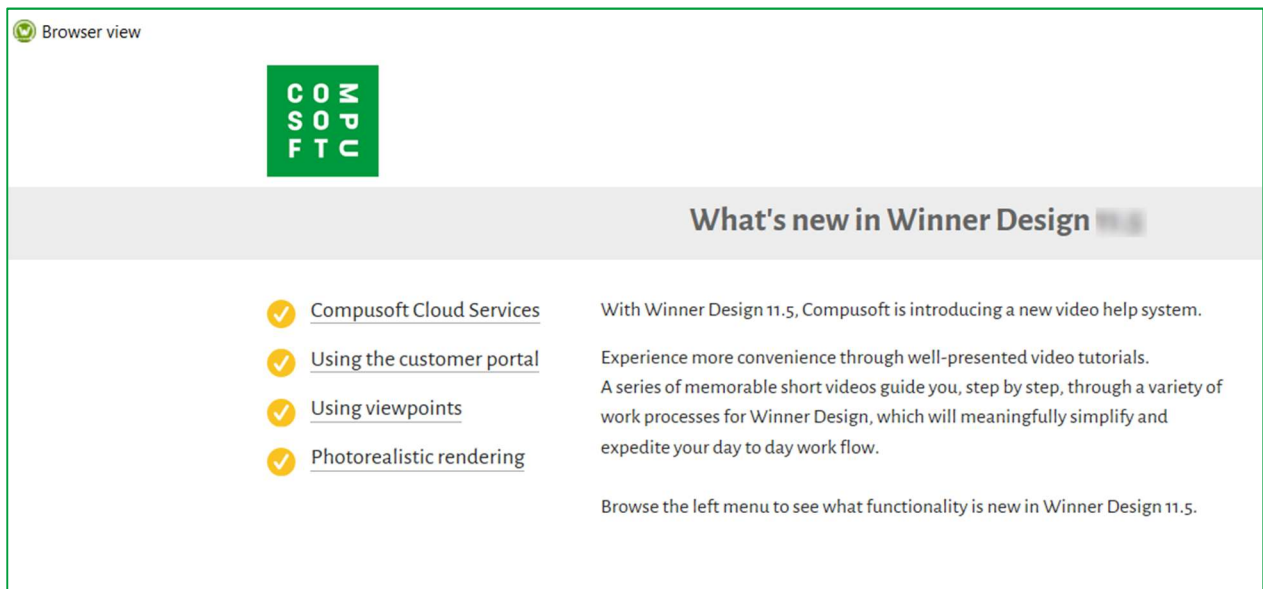 Browser view
COM
SOP
FTU
What's new in Winner Design
Compusoft Cloud Services
Using the customer portal
Using viewpoints
Photorealistic rendering
With Winner Design 11.5, Compusoft is introducing a new video help system.
Experience more convenience through well-presented video tutorials.
A series of memorable short videos guide you, step by step, through a variety of
work processes for Winner Design, which will meaningfully simplify and
expedite your day to day work flow.
Browse the left menu to see what functionality is new in Winner Design 11.5.